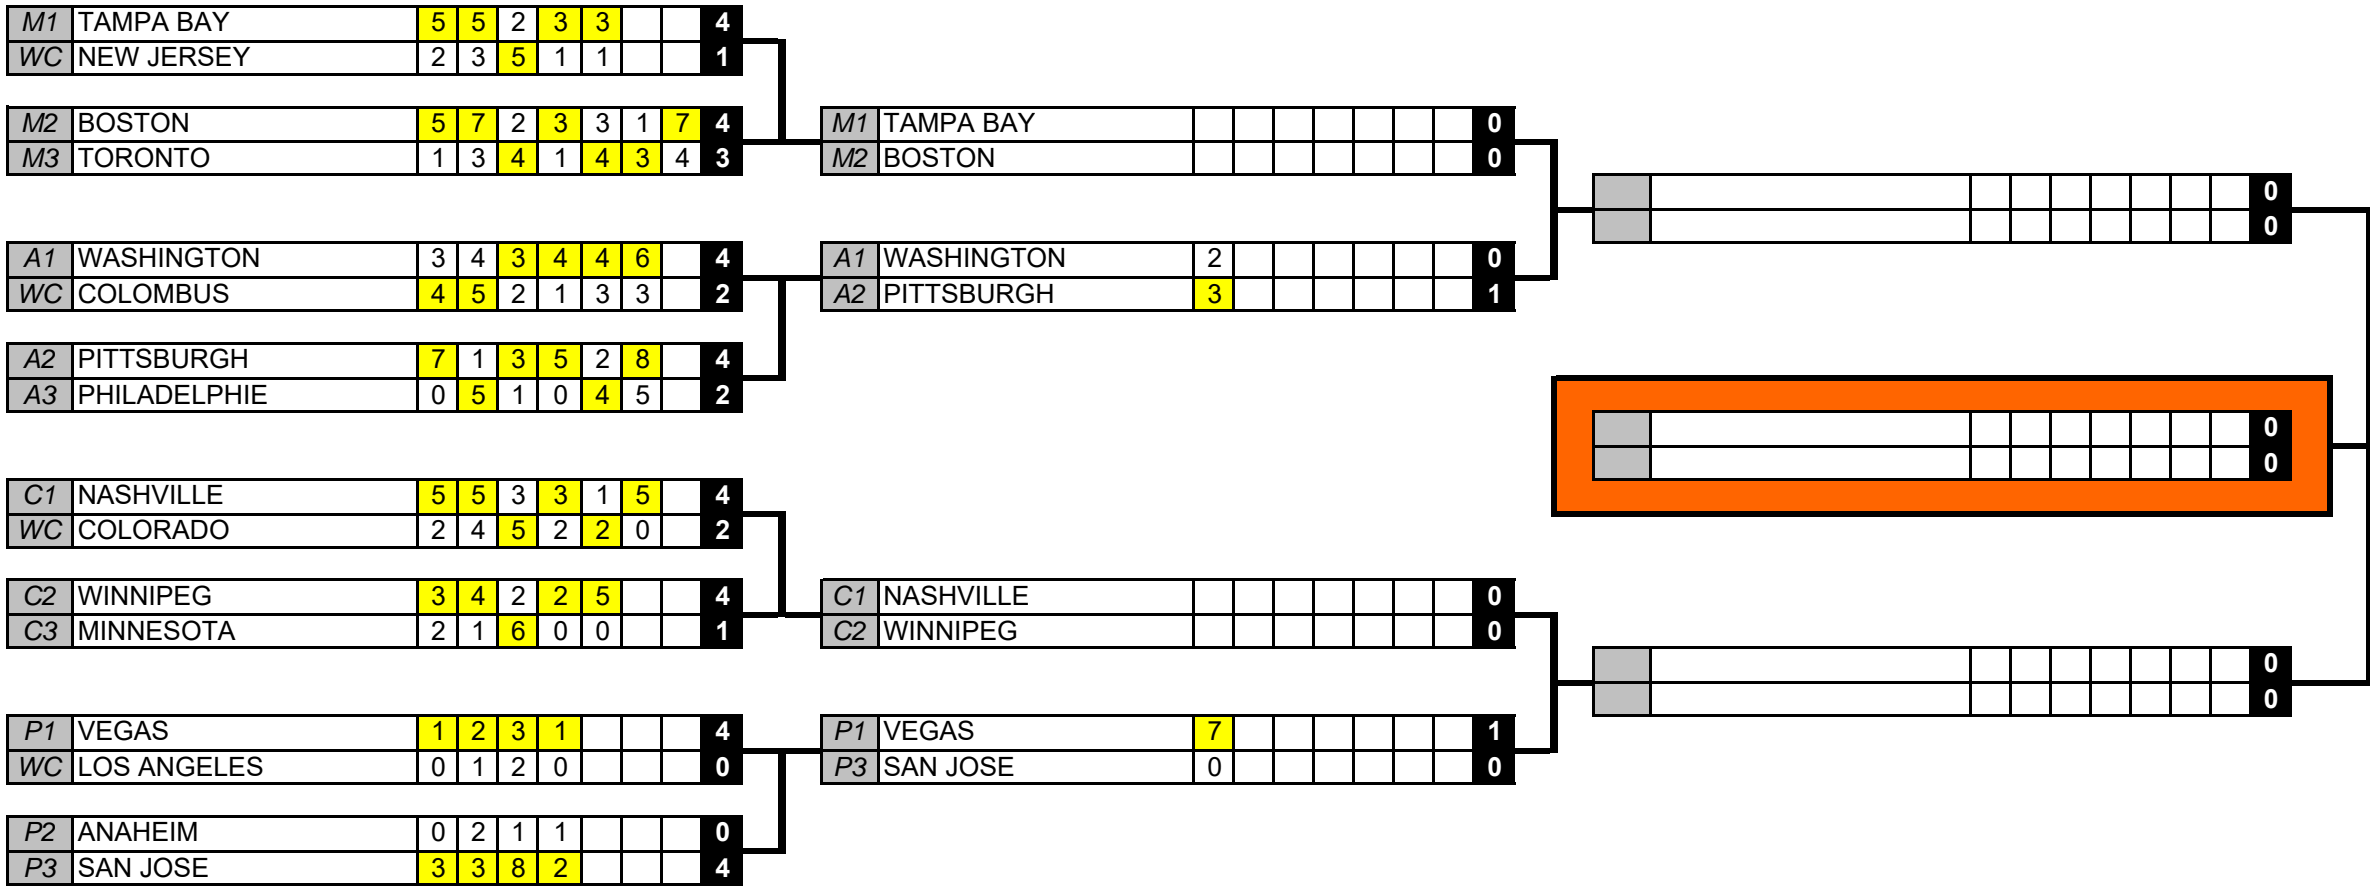 M1 TAMPA BAY 5 5 2 3 3 4
WC NEW JERSEY 2 3 5 1 1 1
M2 BOSTON 5 7 2 3 3 1 7 4
M3 TORONTO 1 3 4 1 4 3 4 3
A1 WASHINGTON 3 4 3 4 4 6 4
WC COLOMBUS 4 5 2 1 3 3 2
A2 PITTSBURGH 7 1 3 5 2 8 4
A3 PHILADELPHIE 0 5 1 0 4 5 2
C1 NASHVILLE 5 5 3 3 1 5 4
WC COLORADO 2 4 5 2 2 0 2
C2 WINNIPEG 3 4 2 2 5 4
C3 MINNESOTA 2 1 6 0 0 1
P1 VEGAS 1 2 3 1 4
WC LOS ANGELES 0 1 2 0 0
P2 ANAHEIM 0 2 1 1 0
P3 SAN JOSE 3 3 8 2 4
M1 TAMPA BAY 0
M2 BOSTON 0
A1 WASHINGTON 2 0
A2 PITTSBURGH 3 1
C1 NASHVILLE 0
C2 WINNIPEG 0
P1 VEGAS 7 1
P3 SAN JOSE 0 0
0
0
0
0
0
0